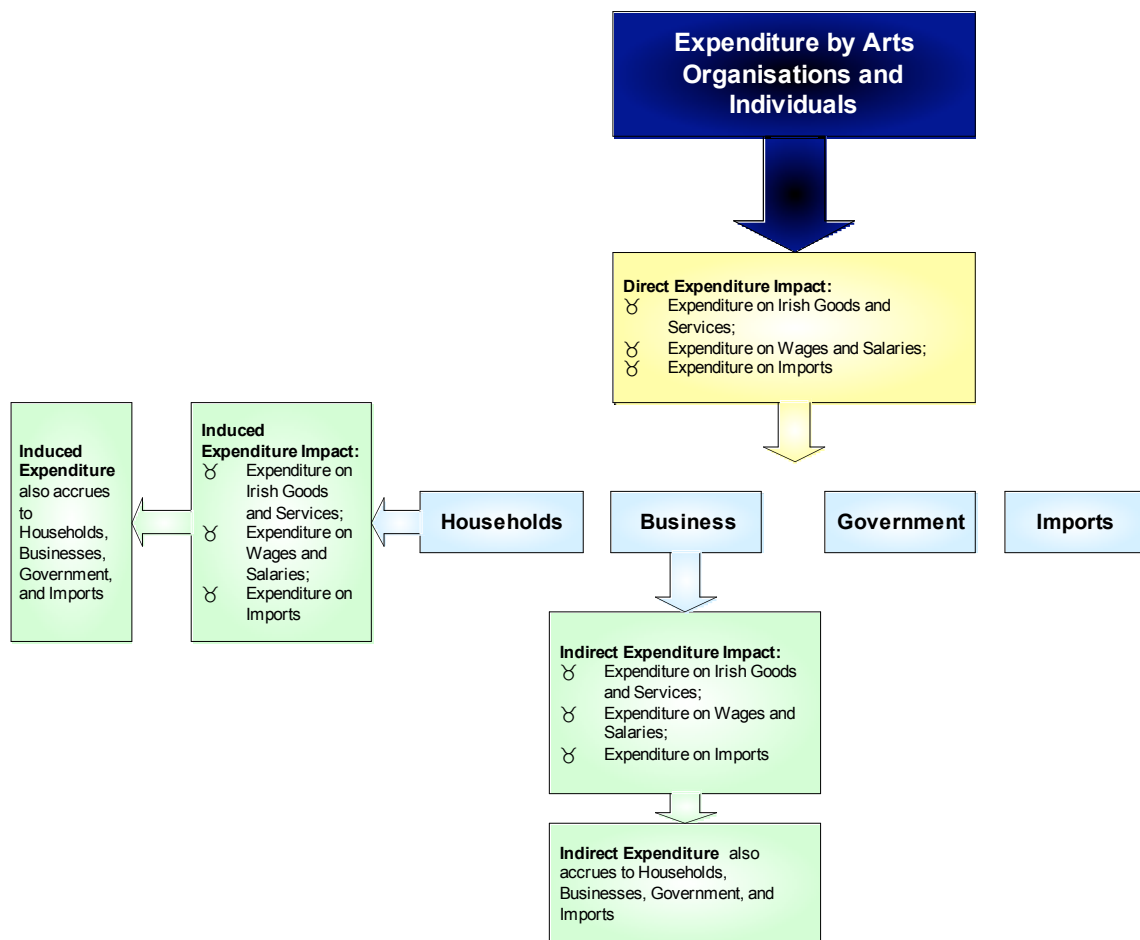 Expenditure by Arts
Organisations and
Individuals
Direct Expenditure Impact:
♉ Expenditure on Irish Goods and
Services;
♉ Expenditure on Wages and Salaries;
♉ Expenditure on Imports
Induced
Expenditure
also accrues
to
Households,
Businesses,
Government,
and Imports
Induced
Expenditure Impact:
♉ Expenditure on
Irish Goods
and Services;
♉ Expenditure on
Wages and
Salaries;
♉ Expenditure on
Imports
Households
Business
Government
Imports
Indirect Expenditure Impact:
♉ Expenditure on Irish Goods
and Services;
♉ Expenditure on Wages and
Salaries;
♉ Expenditure on Imports
Indirect Expenditure also
accrues to Households,
Businesses, Government, and
Imports